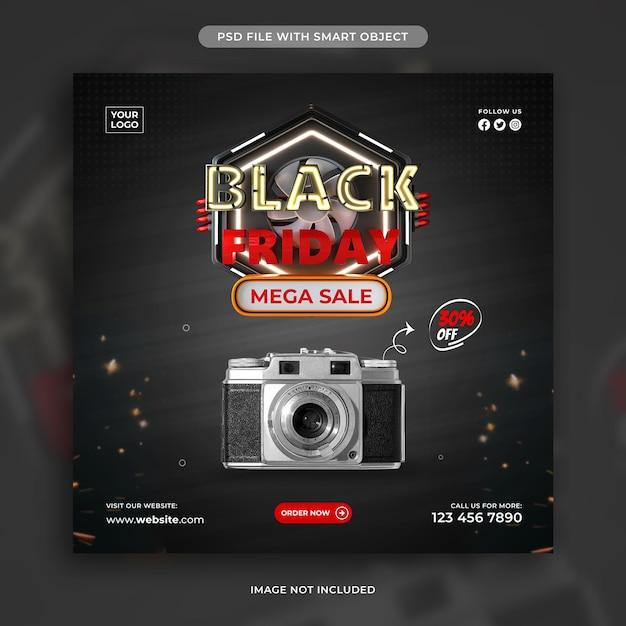 PSD FILE WITH SMART OBJECT
YOUR
LOGO
FOLLOW US
BLACK
FRIDAY
MEGA SALE
30%
OFF
VISIT OUR WEBSITE:
www.website.com
ORDER NOW
CALL US FOR MORE:
123 456 7890
IMAGE NOT INCLUDED